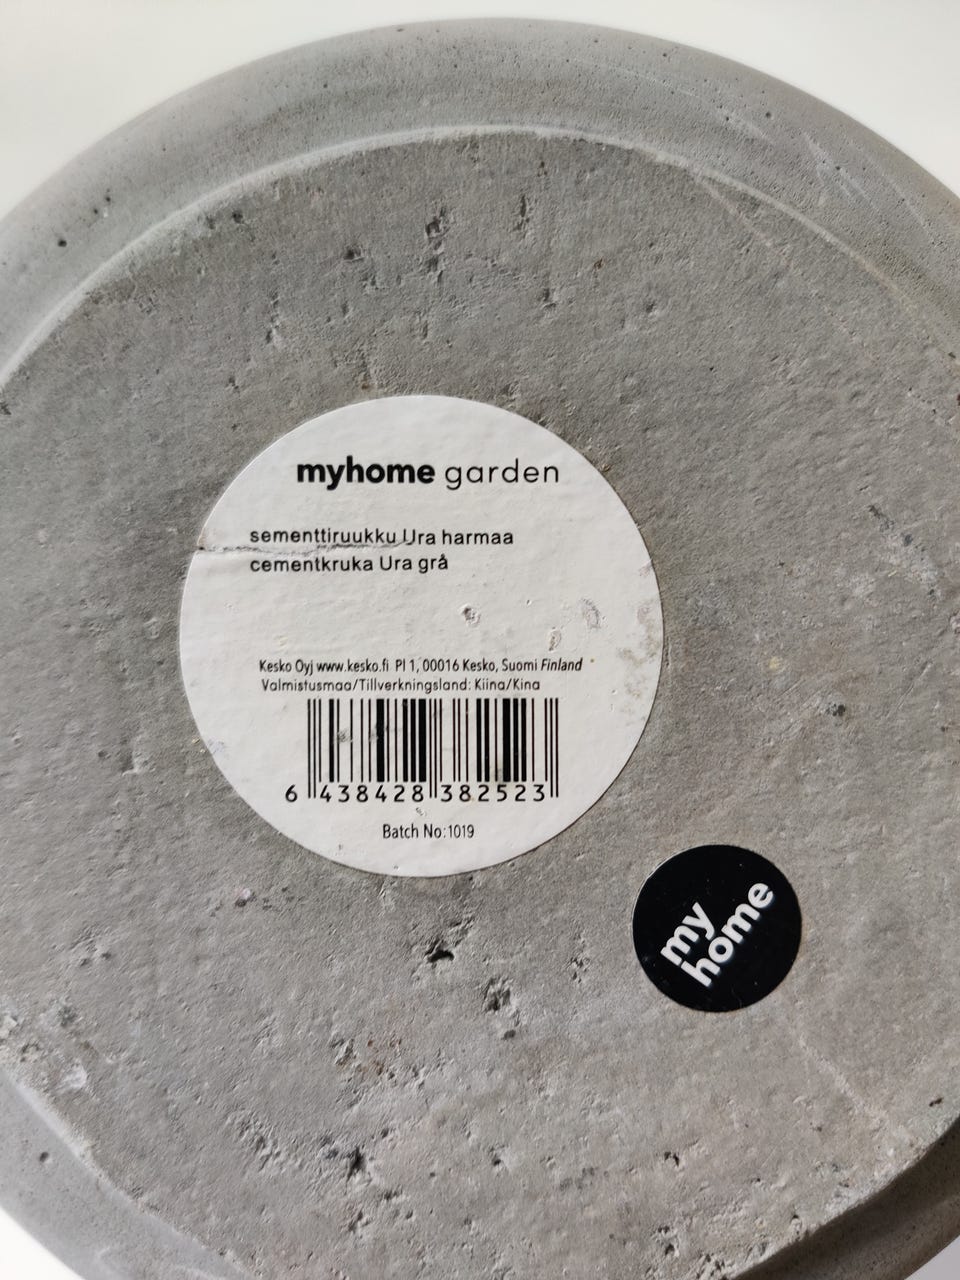 myhome garden
sementtiruukku Ura harmaa
cementkruka Ura grå
Kesko Oyj www.kesko.fi Pl 1, 00016 Kesko, Suomi Finland
Valmistusmaa/Tillverkningsland: Kiina/Kina
6 438428 382523
Batch No:1019
my
home